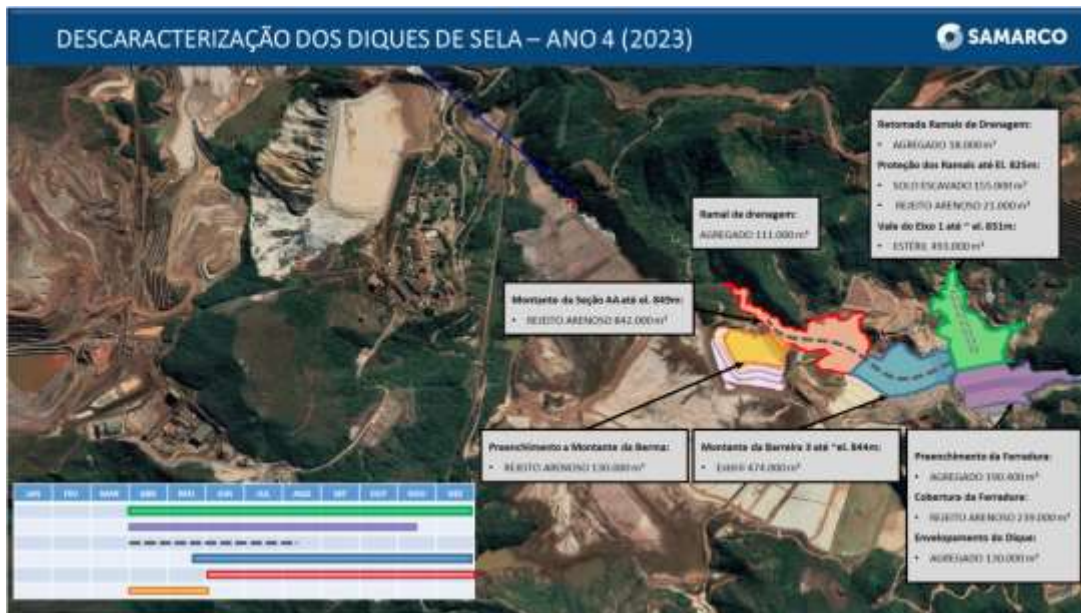 DESCARACTERIZAÇÃO DOS DIQUES DE SELA – ANO 4 (2023)
SAMARCO
Retomada Ramais de Drenagem:
• AGREGADO 18.000 m³
Proteção dos Ramais até El. 825m:
• SOLO ESCAVADO 155.000 m³
• REJEITO ARENOSO 21.000 m³
Vale do Eixo 1 até ~ el. 851m:
• ESTÉRIL 493.000 m³
Ramal de drenagem:
AGREGADO 111.000 m³
Montante da Seção AA até el. 849m:
• REJEITO ARENOSO 842.000 m³
Preenchimento a Montante da Berma:
• REJEITO ARENOSO 130.000 m³
Montante da Barreira 3 até ~el. 844m:
• Estéril 474.000 m³
Preenchimento da Ferradura:
• AGREGADO 190.400 m³
Cobertura da Ferradura:
• REJEITO ARENOSO 239.000 m³
Envelopamento do Dique:
• AGREGADO 130.000 m³
JAN FEV MAR ABR MAI JUN JUL AGO SET OUT NOV DEZ